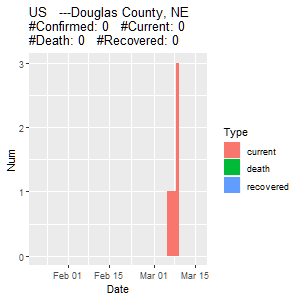 US   ---Douglas County, NE
#Confirmed: 0   #Current: 0
#Death: 0   #Recovered: 0
3
2
1
0
Num
Feb 01
Feb 15
Mar 01
Mar 15
Date
Type
current
death
recovered